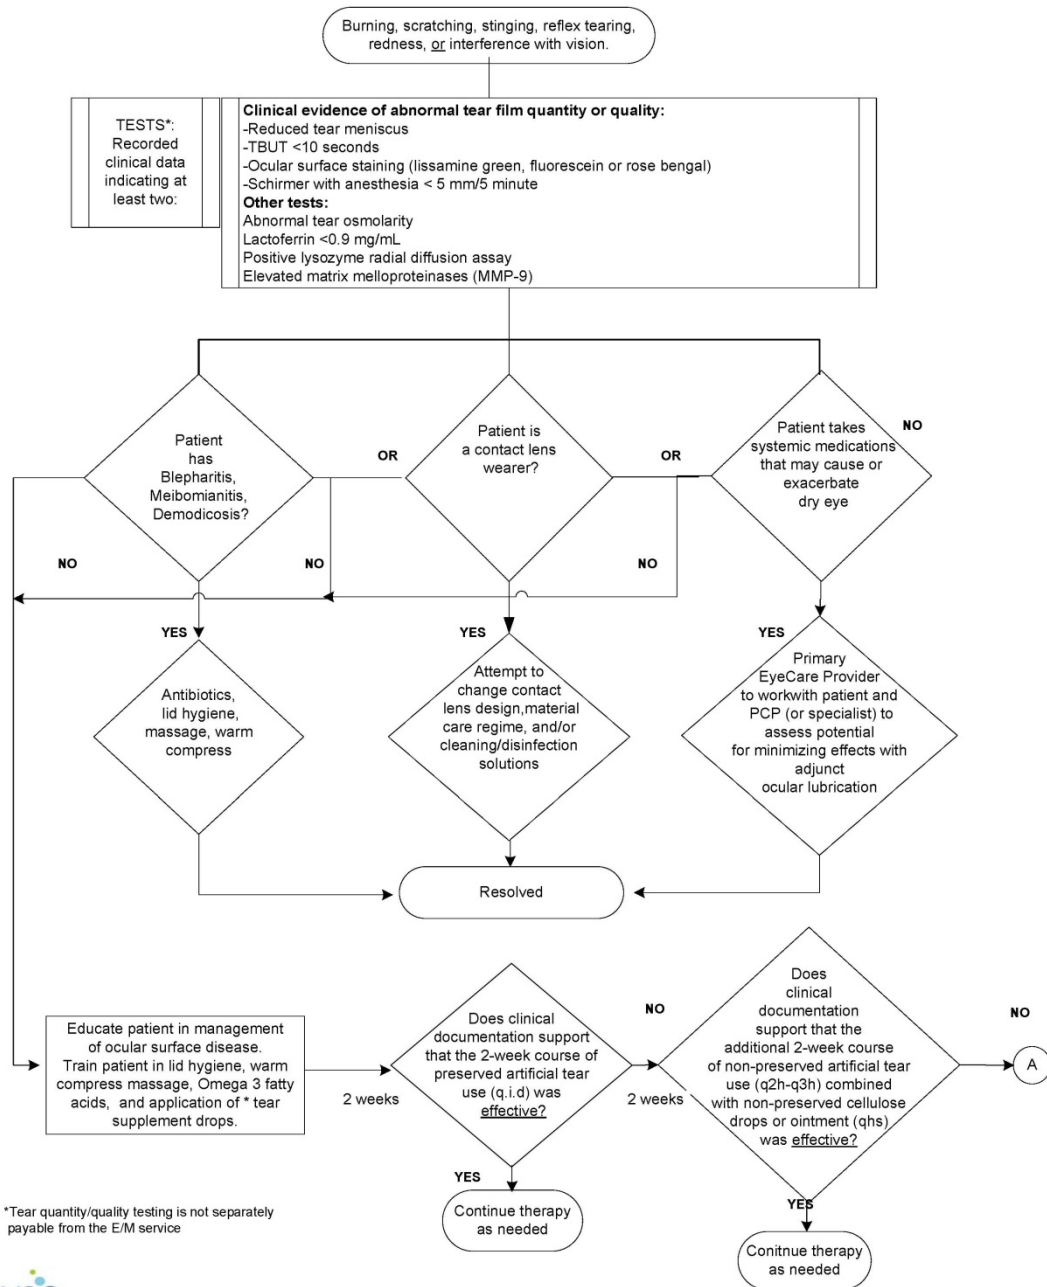 Burning, scratching, stinging, reflex tearing,
redness, or interference with vision.
TESTS*:
Recorded
clinical data
indicating at
least two:
Clinical evidence of abnormal tear film quantity or quality:
-Reduced tear meniscus
-TBUT <10 seconds
-Ocular surface staining (lissamine green, fluorescein or rose bengal)
-Schirmer with anesthesia < 5 mm/5 minute
Other tests:
Abnormal tear osmolarity
Lactoferrin <0.9 mg/mL
Positive lysozyme radial diffusion assay
Elevated matrix melloproteinases (MMP-9)
Patient
has
Blepharitis,
Meibomianitis,
Demodicosis?
OR
Patient is
a contact lens
wearer?
OR
Patient takes
systemic medications
that may cause or
exacerbate
dry eye
NO
NO
NO
NO
YES
YES
YES
Antibiotics,
lid hygiene,
massage, warm
compress
Attempt to
change contact
lens design,material
care regime, and/or
cleaning/disinfection
solutions
Primary
EyeCare Provider
to workwith patient and
PCP (or specialist) to
assess potential
for minimizing effects with
adjunct
ocular lubrication
Resolved
Educate patient in management
of ocular surface disease.
Train patient in lid hygiene, warm
compress massage, Omega 3 fatty
acids, and application of * tear
supplement drops.
2 weeks
Does clinical
documentation support
that the 2-week course of
preserved artificial tear
use (q.i.d) was
effective?
NO
2 weeks
Does
clinical
documentation
support that the
additional 2-week course
of non-preserved artificial tear
use (q2h-q3h) combined
with non-preserved cellulose
drops or ointment (qhs)
was effective?
NO
A
YES
Continue therapy
as needed
YES
Conitnue therapy
as needed
*Tear quantity/quality testing is not separately
payable from the E/M service